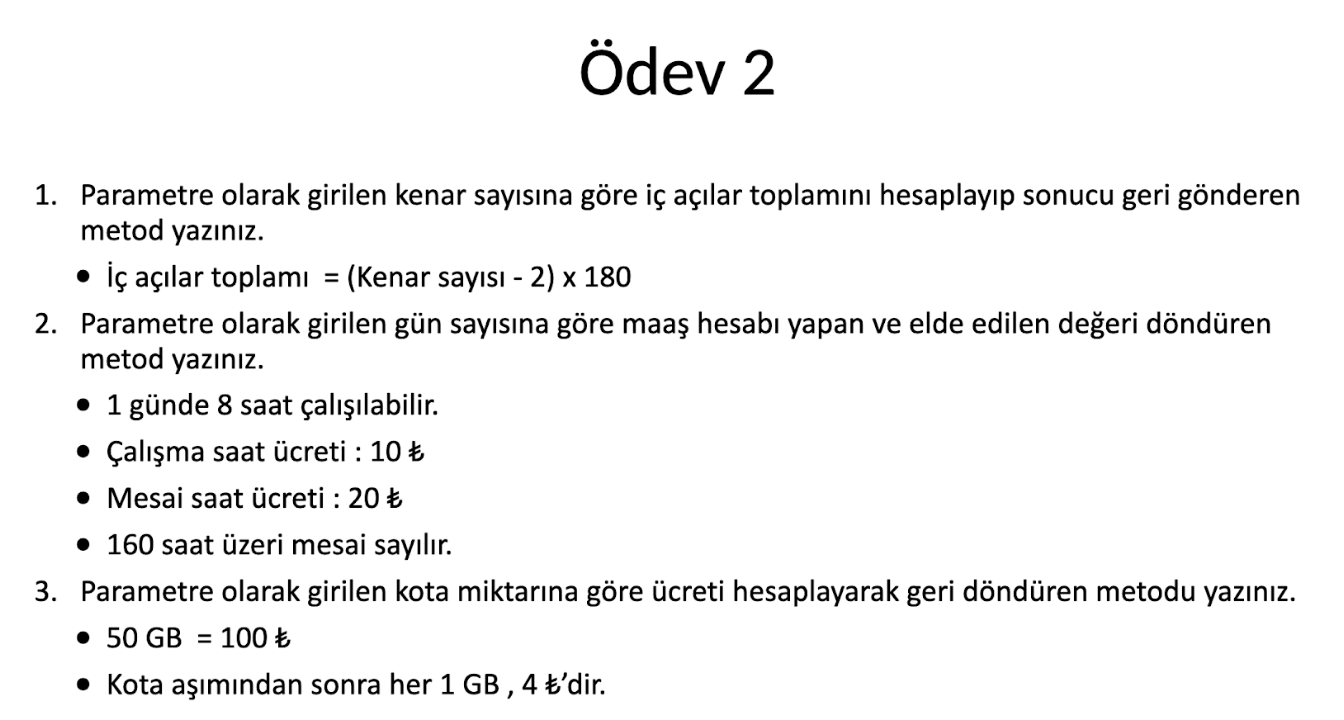 Ödev 2
1. Parametre olarak girilen kenar sayısına göre iç açılar toplamını hesaplayıp sonucu geri gönderen
metod yazınız.
• İç açılar toplamı = (Kenar sayısı - 2) x 180
2. Parametre olarak girilen gün sayısına göre maaş hesabı yapan ve elde edilen değeri döndüren
metod yazınız.
• 1 günde 8 saat çalışılabilir.
• Çalışma saat ücreti : 10 ₺
• Mesai saat ücreti : 20 ₺
• 160 saat üzeri mesai sayılır.
3. Parametre olarak girilen kota miktarına göre ücreti hesaplayarak geri döndüren metodu yazınız.
• 50 GB = 100 ₺
• Kota aşımından sonra her 1 GB , 4 ₺’dir.